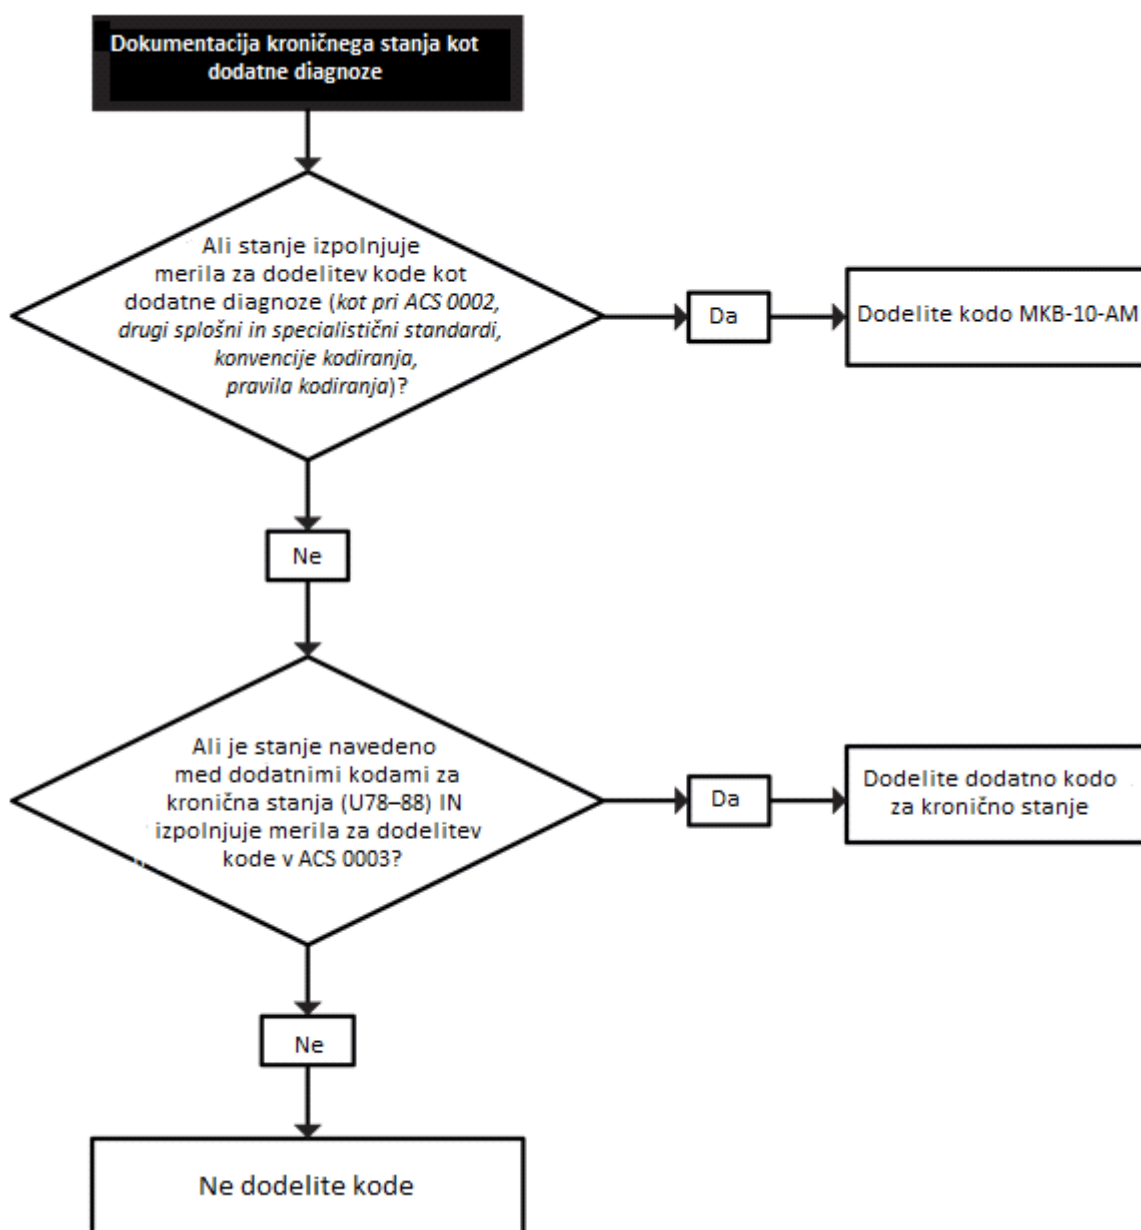 Dokumentacija kroničnega stanja kot
dodatne diagnoze
Ali stanje izpolnjuje
merila za dodelitev kode kot
dodatne diagnoze (kot pri ACS 0002,
drugi splošni in specialistični standardi,
konvencije kodiranja,
pravila kodiranja)?
Da
Dodelite kodo MKB-10-AM
Ne
Ali je stanje navedeno
med dodatnimi kodami za
kronična stanja (U78–88) IN
izpolnjuje merila za dodelitev
kode v ACS 0003?
Da
Dodelite dodatno kodo
za kronično stanje
Ne
Ne dodelite kode